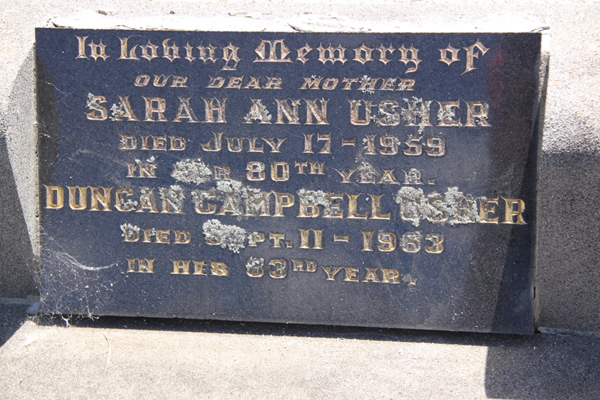 In Loving Memory of
OUR DEAR MOTHER
SARAH ANN USHER
DIED JULY 17 - 1959
IN HER 80TH YEAR.
DUNCAN CAMPBELL USHER
DIED SEPT. 11 - 1963
IN HIS 83RD YEAR.